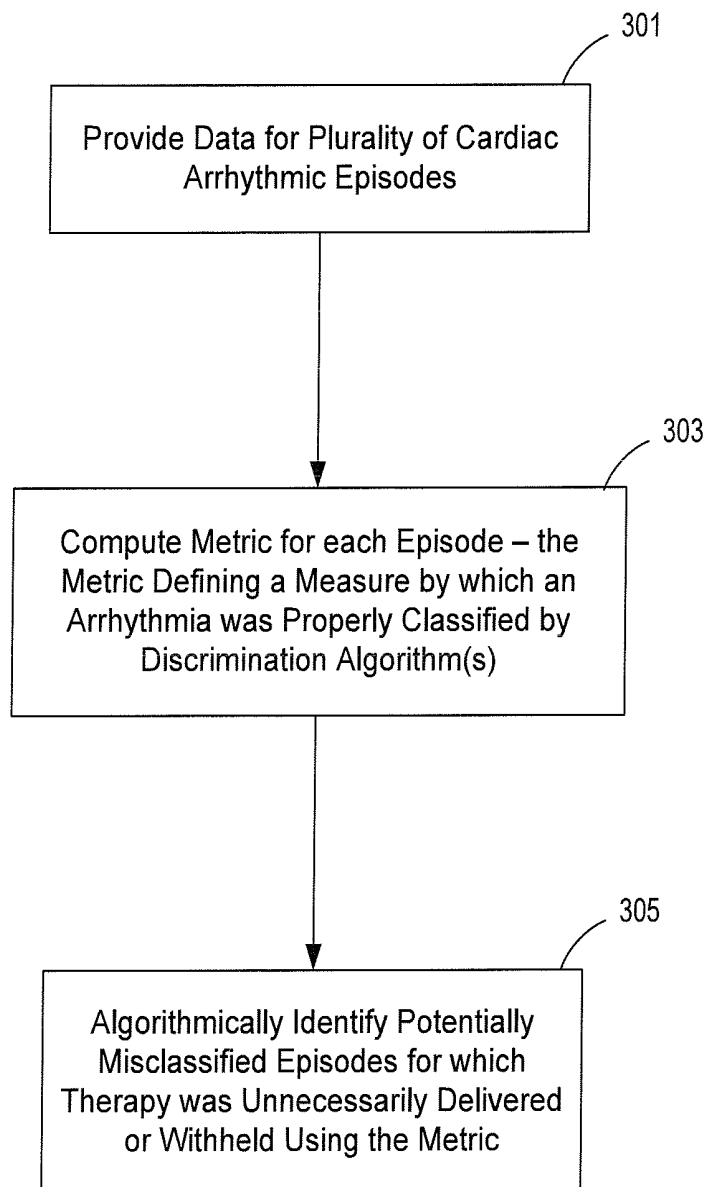 301
Provide Data for Plurality of Cardiac
Arrhythmic Episodes
303
Compute Metric for each Episode – the
Metric Defining a Measure by which an
Arrhythmia was Properly Classified by
Discrimination Algorithm(s)
305
Algorithmically Identify Potentially
Misclassified Episodes for which
Therapy was Unnecessarily Delivered
or Withheld Using the Metric